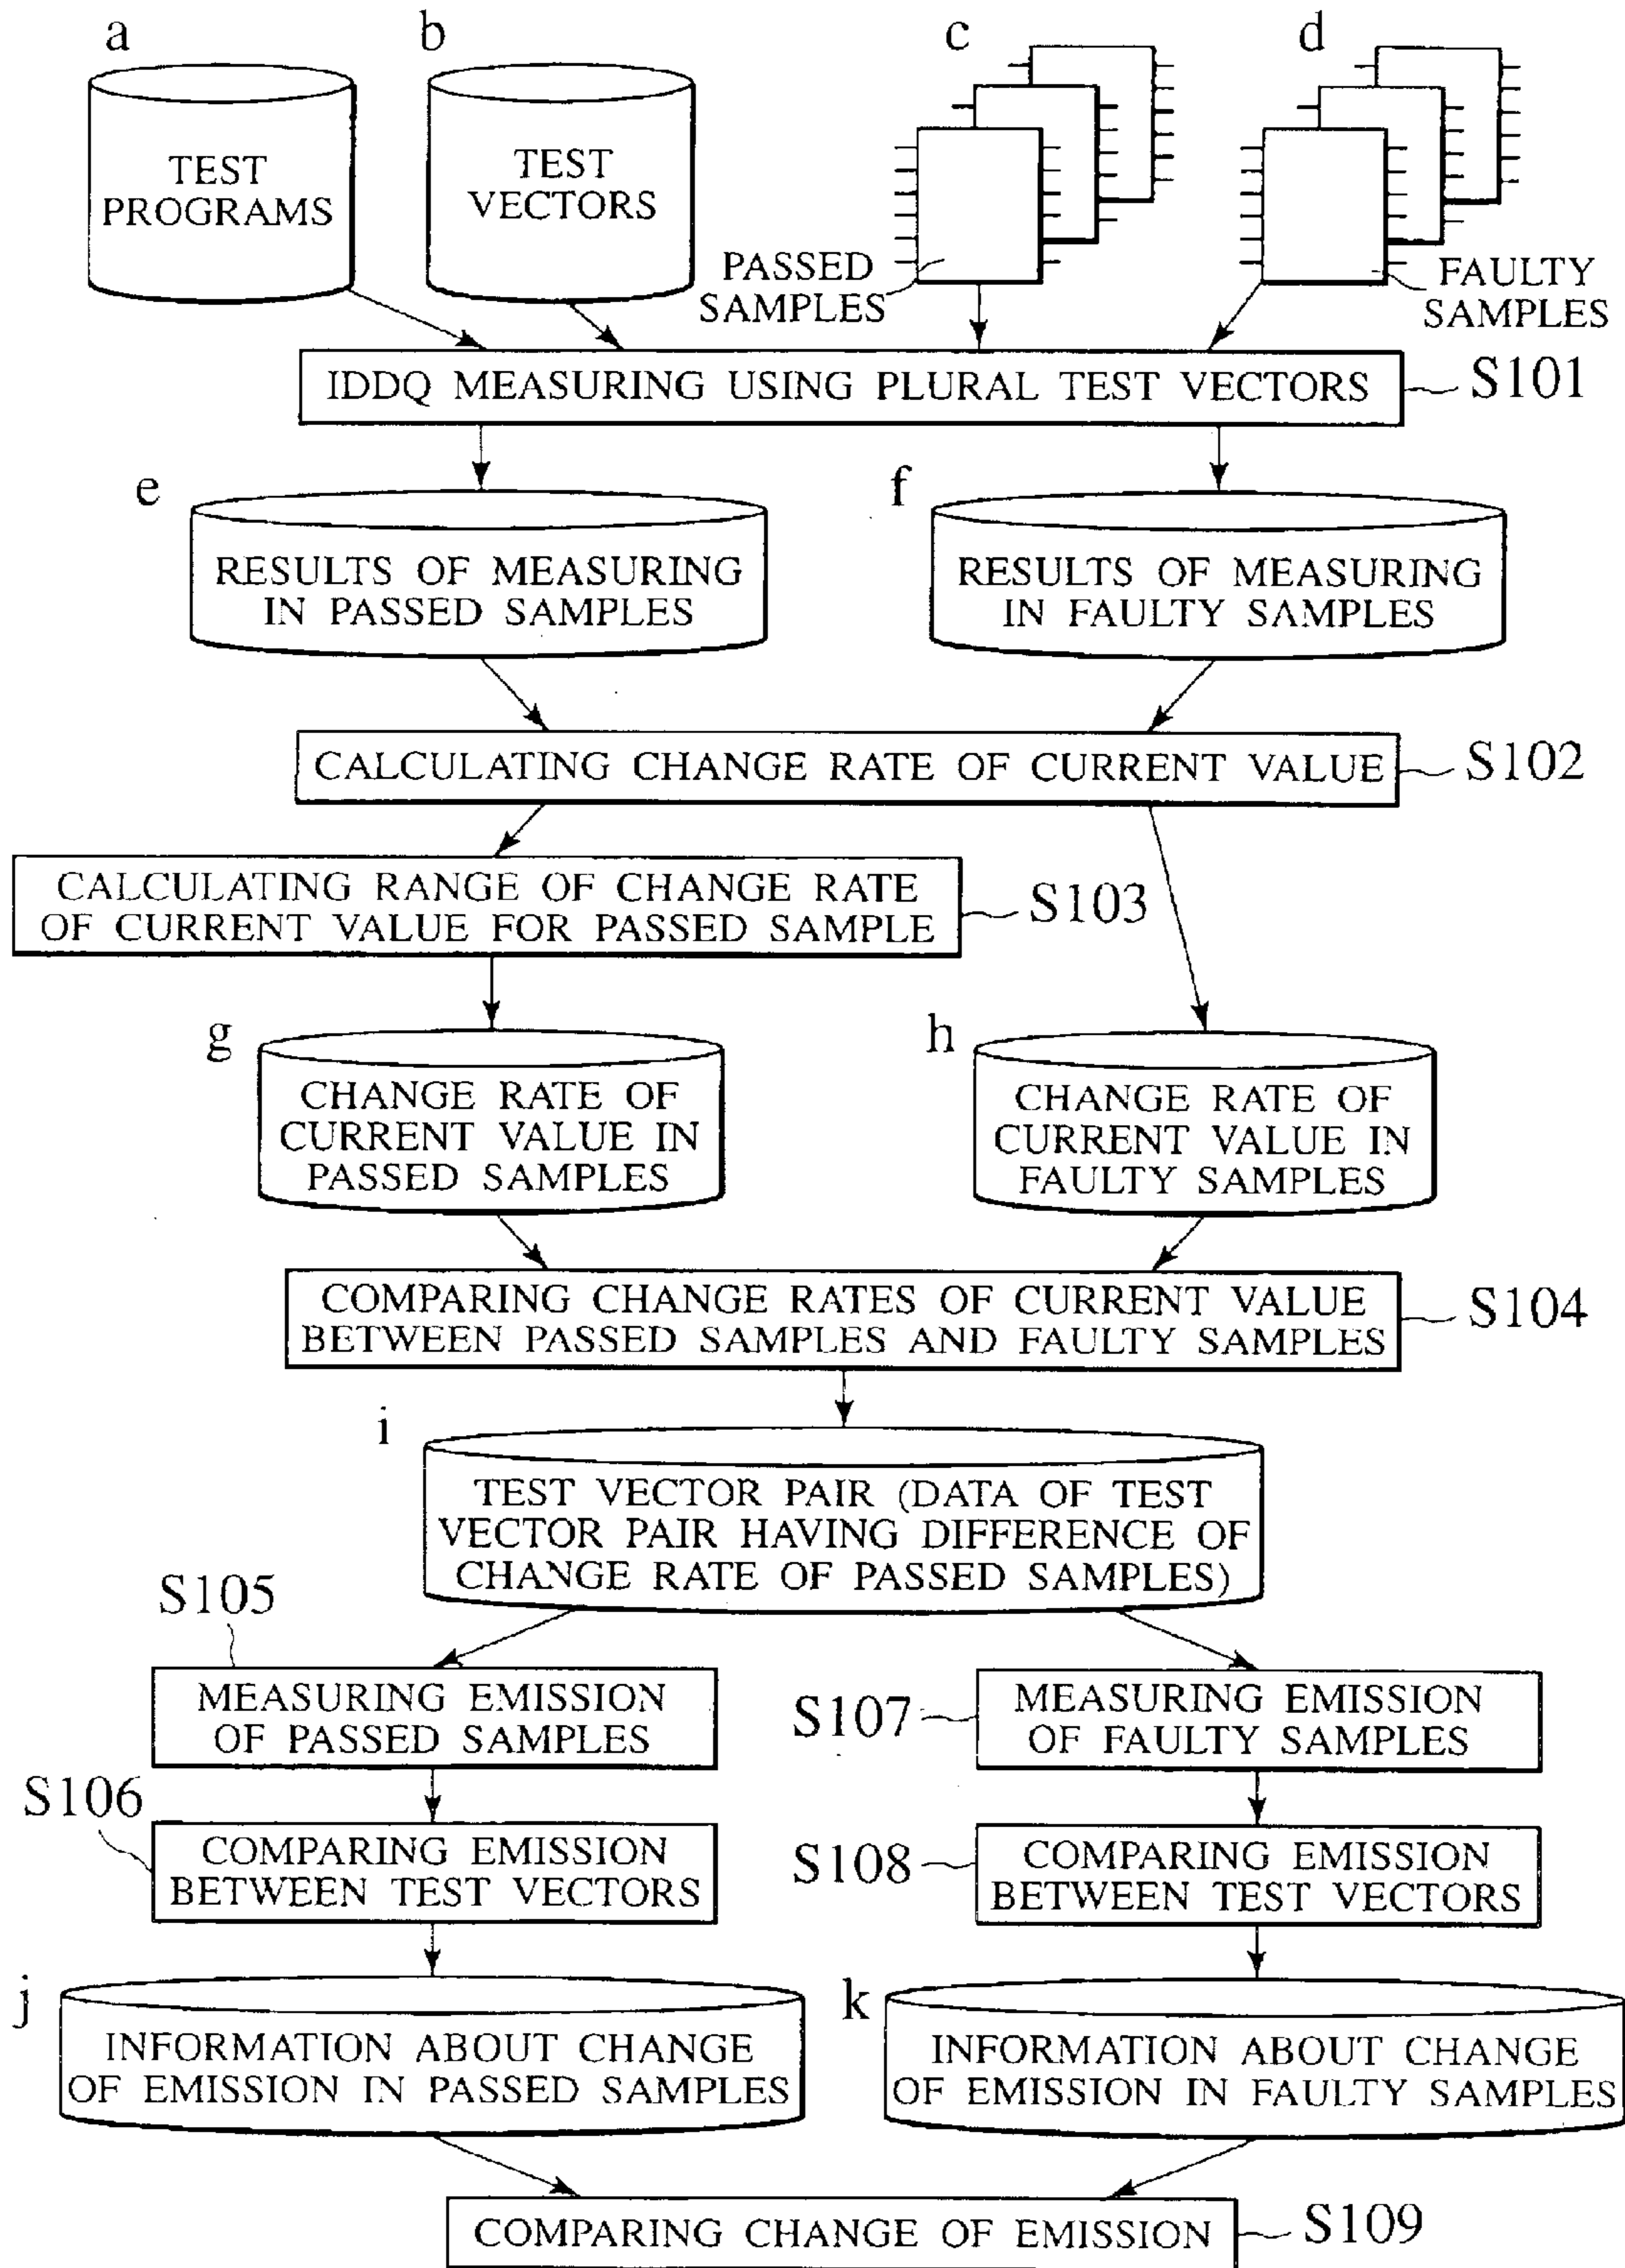 a
b
c
d
TEST
PROGRAMS
TEST
VECTORS
PASSED
SAMPLES
FAULTY
SAMPLES
IDDQ MEASURING USING PLURAL TEST VECTORS
S101
e
f
RESULTS OF MEASURING
IN PASSED SAMPLES
RESULTS OF MEASURING
IN FAULTY SAMPLES
CALCULATING CHANGE RATE OF CURRENT VALUE
S102
CALCULATING RANGE OF CHANGE RATE
OF CURRENT VALUE FOR PASSED SAMPLE
S103
g
h
CHANGE RATE OF
CURRENT VALUE IN
PASSED SAMPLES
CHANGE RATE OF
CURRENT VALUE IN
FAULTY SAMPLES
COMPARING CHANGE RATES OF CURRENT VALUE
BETWEEN PASSED SAMPLES AND FAULTY SAMPLES
S104
i
TEST VECTOR PAIR (DATA OF TEST
VECTOR PAIR HAVING DIFFERENCE OF
CHANGE RATE OF PASSED SAMPLES)
S105
MEASURING EMISSION
OF PASSED SAMPLES
S107
MEASURING EMISSION
OF FAULTY SAMPLES
S106
COMPARING EMISSION
BETWEEN TEST VECTORS
S108
COMPARING EMISSION
BETWEEN TEST VECTORS
j
k
INFORMATION ABOUT CHANGE
OF EMISSION IN PASSED SAMPLES
INFORMATION ABOUT CHANGE
OF EMISSION IN FAULTY SAMPLES
COMPARING CHANGE OF EMISSION
S109